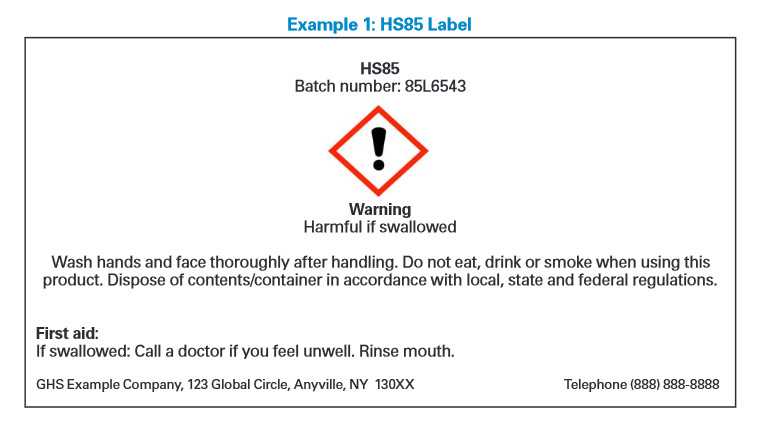 Example 1: HS85 Label
HS85
Batch number: 85L6543
Warning
Harmful if swallowed
Wash hands and face thoroughly after handling. Do not eat, drink or smoke when using this
product. Dispose of contents/container in accordance with local, state and federal regulations.
First aid:
If swallowed: Call a doctor if you feel unwell. Rinse mouth.
GHS Example Company, 123 Global Circle, Anyville, NY 130XX
Telephone (888) 888-8888